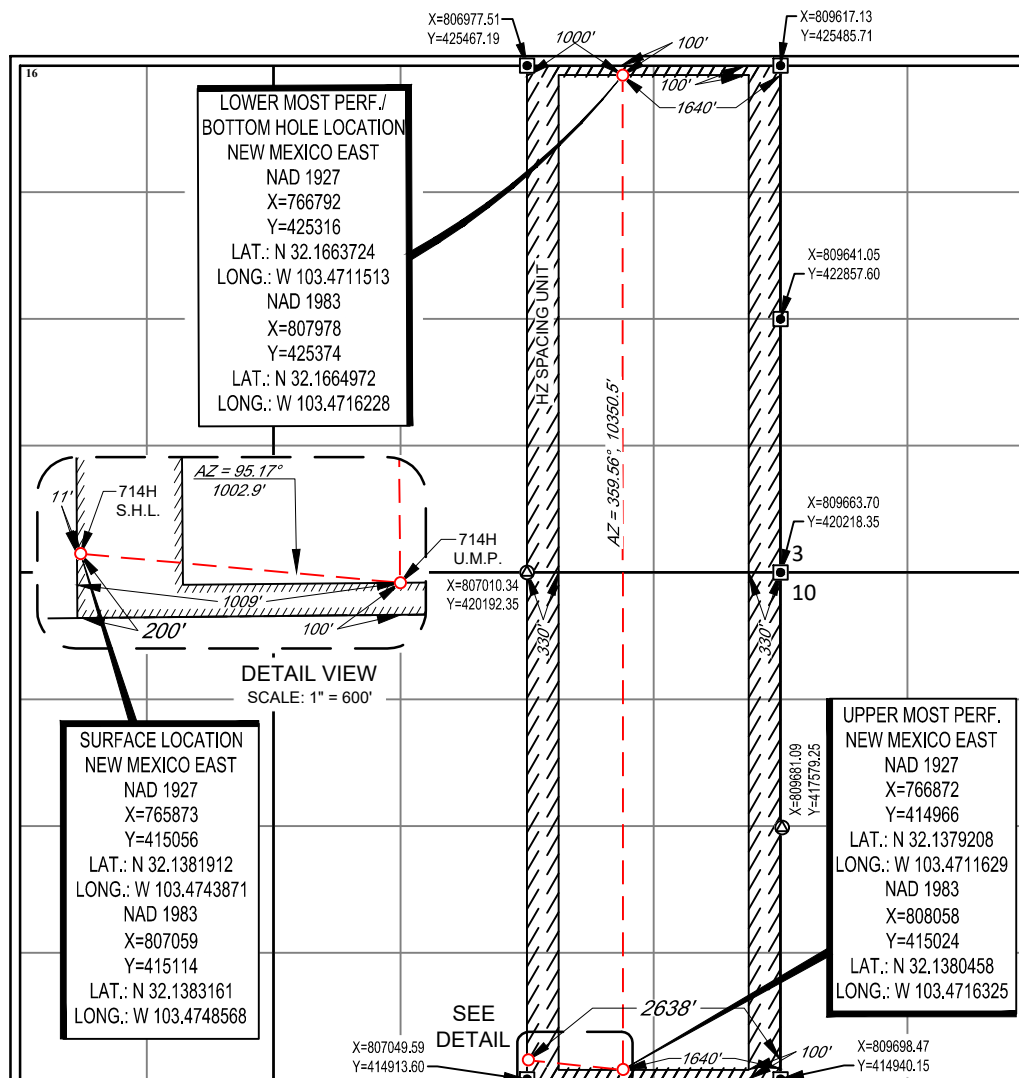 X=806977.51
Y=425467.19
X=809617.13
Y=425485.71
16
1000'
100'
100'
1640'
LOWER MOST PERF./
BOTTOM HOLE LOCATION
NEW MEXICO EAST
NAD 1927
X=766792
Y=425316
LAT.: N 32.1663724
LONG.: W 103.4711513
NAD 1983
X=807978
Y=425374
LAT.: N 32.1664972
LONG.: W 103.4716228
HZ SPACING UNIT
X=809641.05
Y=422857.60
AZ = 359.56°, 10350.5'
AZ = 95.17°
1002.9'
11'
714H
S.H.L.
714H
U.M.P.
1009'
200'
100'
DETAIL VIEW
SCALE: 1" = 600'
X=807010.34
Y=420192.35
X=809663.70
Y=420218.35
3
10
330'
330'
SURFACE LOCATION
NEW MEXICO EAST
NAD 1927
X=765873
Y=415056
LAT.: N 32.1381912
LONG.: W 103.4743871
NAD 1983
X=807059
Y=415114
LAT.: N 32.1383161
LONG.: W 103.4748568
X=809681.09
Y=417579.25
UPPER MOST PERF.
NEW MEXICO EAST
NAD 1927
X=766872
Y=414966
LAT.: N 32.1379208
LONG.: W 103.4711629
NAD 1983
X=808058
Y=415024
LAT.: N 32.1380458
LONG.: W 103.4716325
SEE
DETAIL
2638'
1640'
100'
X=807049.59
Y=414913.60
X=809698.47
Y=414940.15